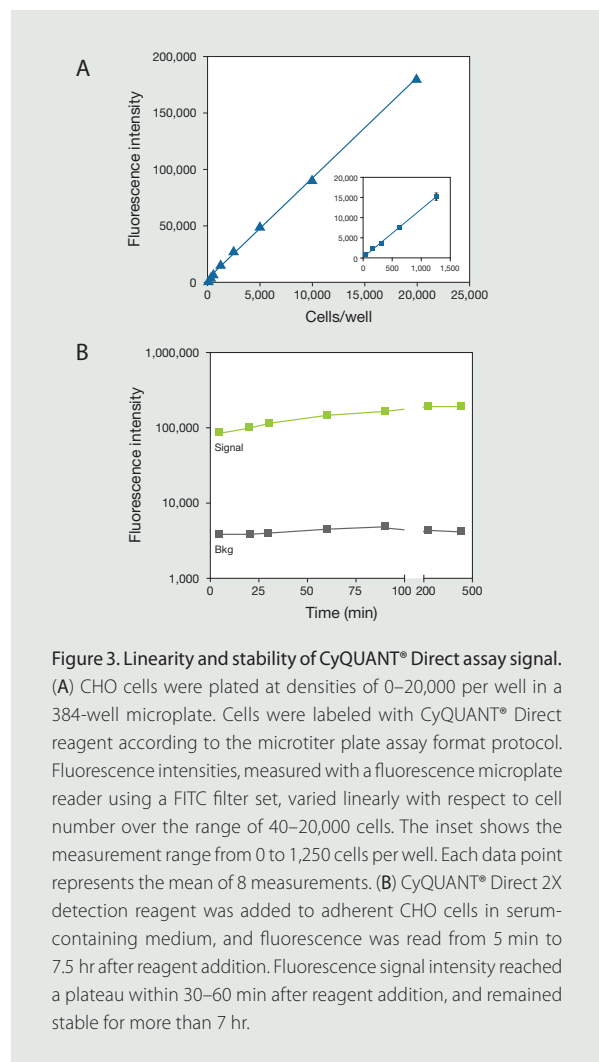 A
200,000
150,000
100,000
50,000
0
Fluorescence intensity
20,000
15,000
10,000
5,000
0
0 500 1,000 1,500
0 5,000 10,000 15,000 20,000 25,000
Cells/well
B
1,000,000
100,000
10,000
1,000
Fluorescence intensity
Signal
Bkg
0 25 50 75 100 200 500
Time (min)
Figure 3. Linearity and stability of CyQUANT® Direct assay signal.
(A) CHO cells were plated at densities of 0–20,000 per well in a
384-well microplate. Cells were labeled with CyQUANT® Direct
reagent according to the microtiter plate assay format protocol.
Fluorescence intensities, measured with a fluorescence microplate
reader using a FITC filter set, varied linearly with respect to cell
number over the range of 40–20,000 cells. The inset shows the
measurement range from 0 to 1,250 cells per well. Each data point
represents the mean of 8 measurements. (B) CyQUANT® Direct 2X
detection reagent was added to adherent CHO cells in serum-
containing medium, and fluorescence was read from 5 min to
7.5 hr after reagent addition. Fluorescence signal intensity reached
a plateau within 30–60 min after reagent addition, and remained
stable for more than 7 hr.